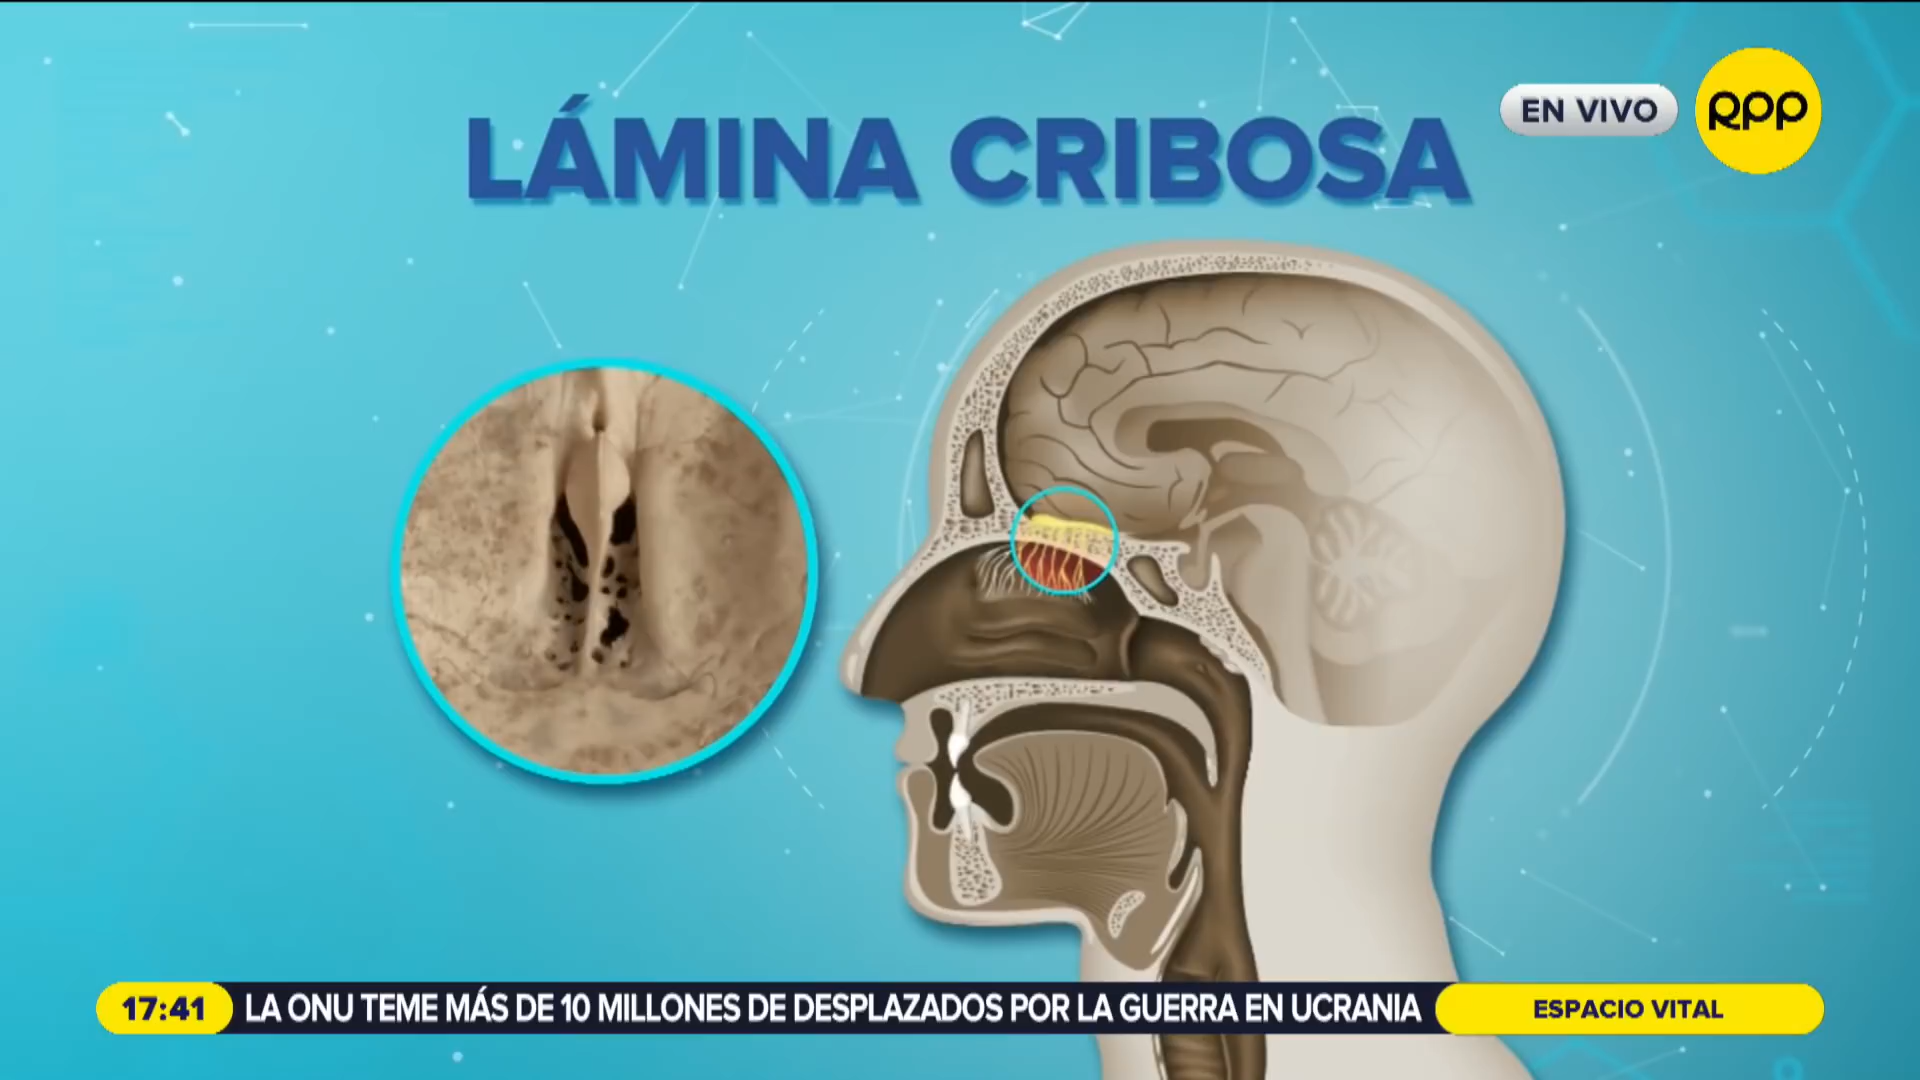 LÁMINA CRIBOSA
EN VIVO
rpp
17:41
LA ONU TEME MÁS DE 10 MILLONES DE DESPLAZADOS POR LA GUERRA EN UCRANIA
ESPACIO VITAL